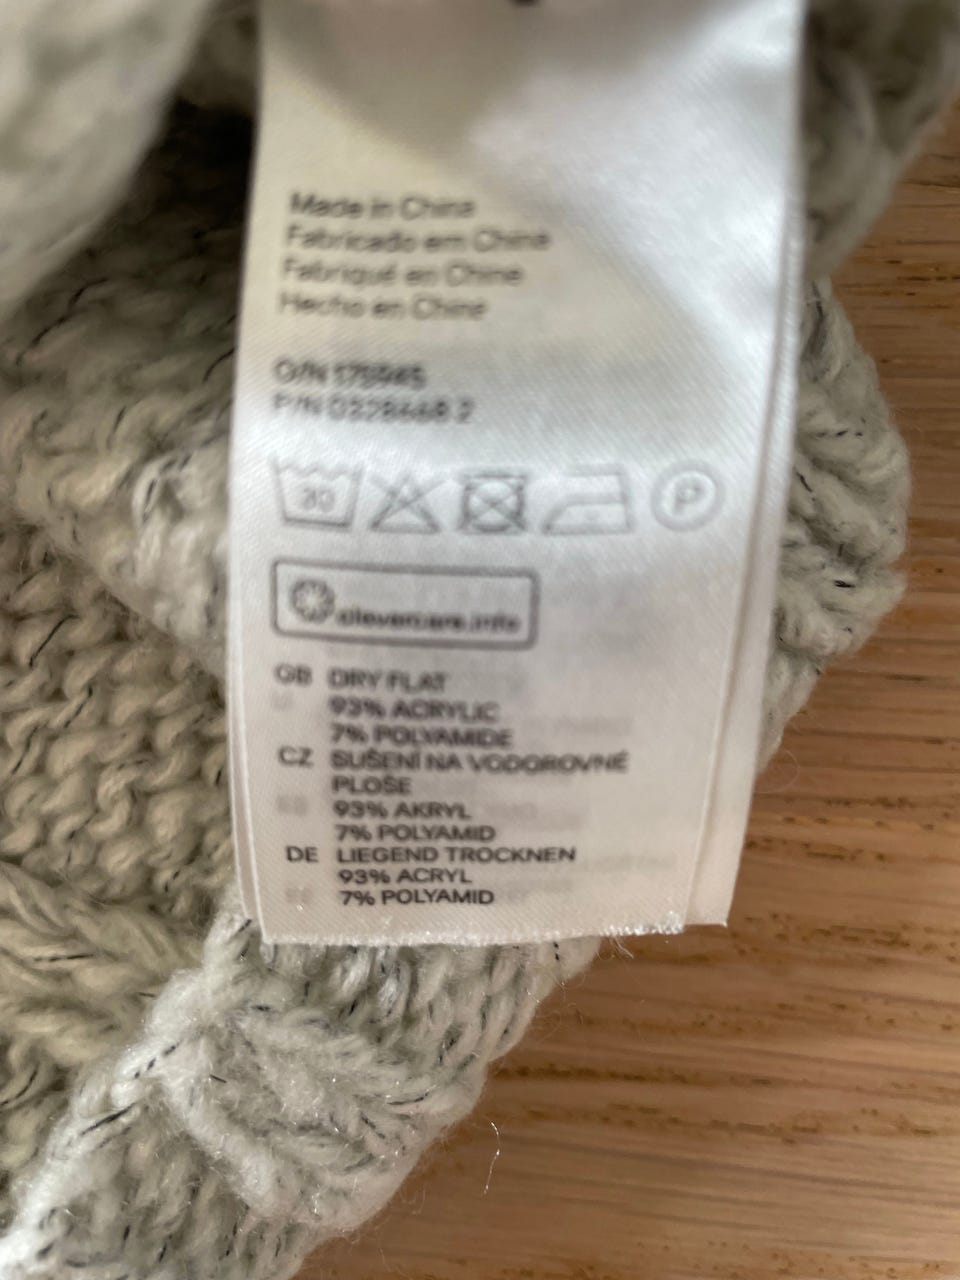 Made in China
Fabricado em China
Fabriqué en Chine
Hecho en China
O/N 175945
P/N
30
P
clevercare.info
GB DRY FLAT
93% ACRYLIC
7% POLYAMIDE
CZ SUŠENÍ NA VODOROVNÉ
PLOŠE
93% AKRYL
7% POLYAMID
DE LIEGEND TROCKNEN
93% ACRYL
7% POLYAMID